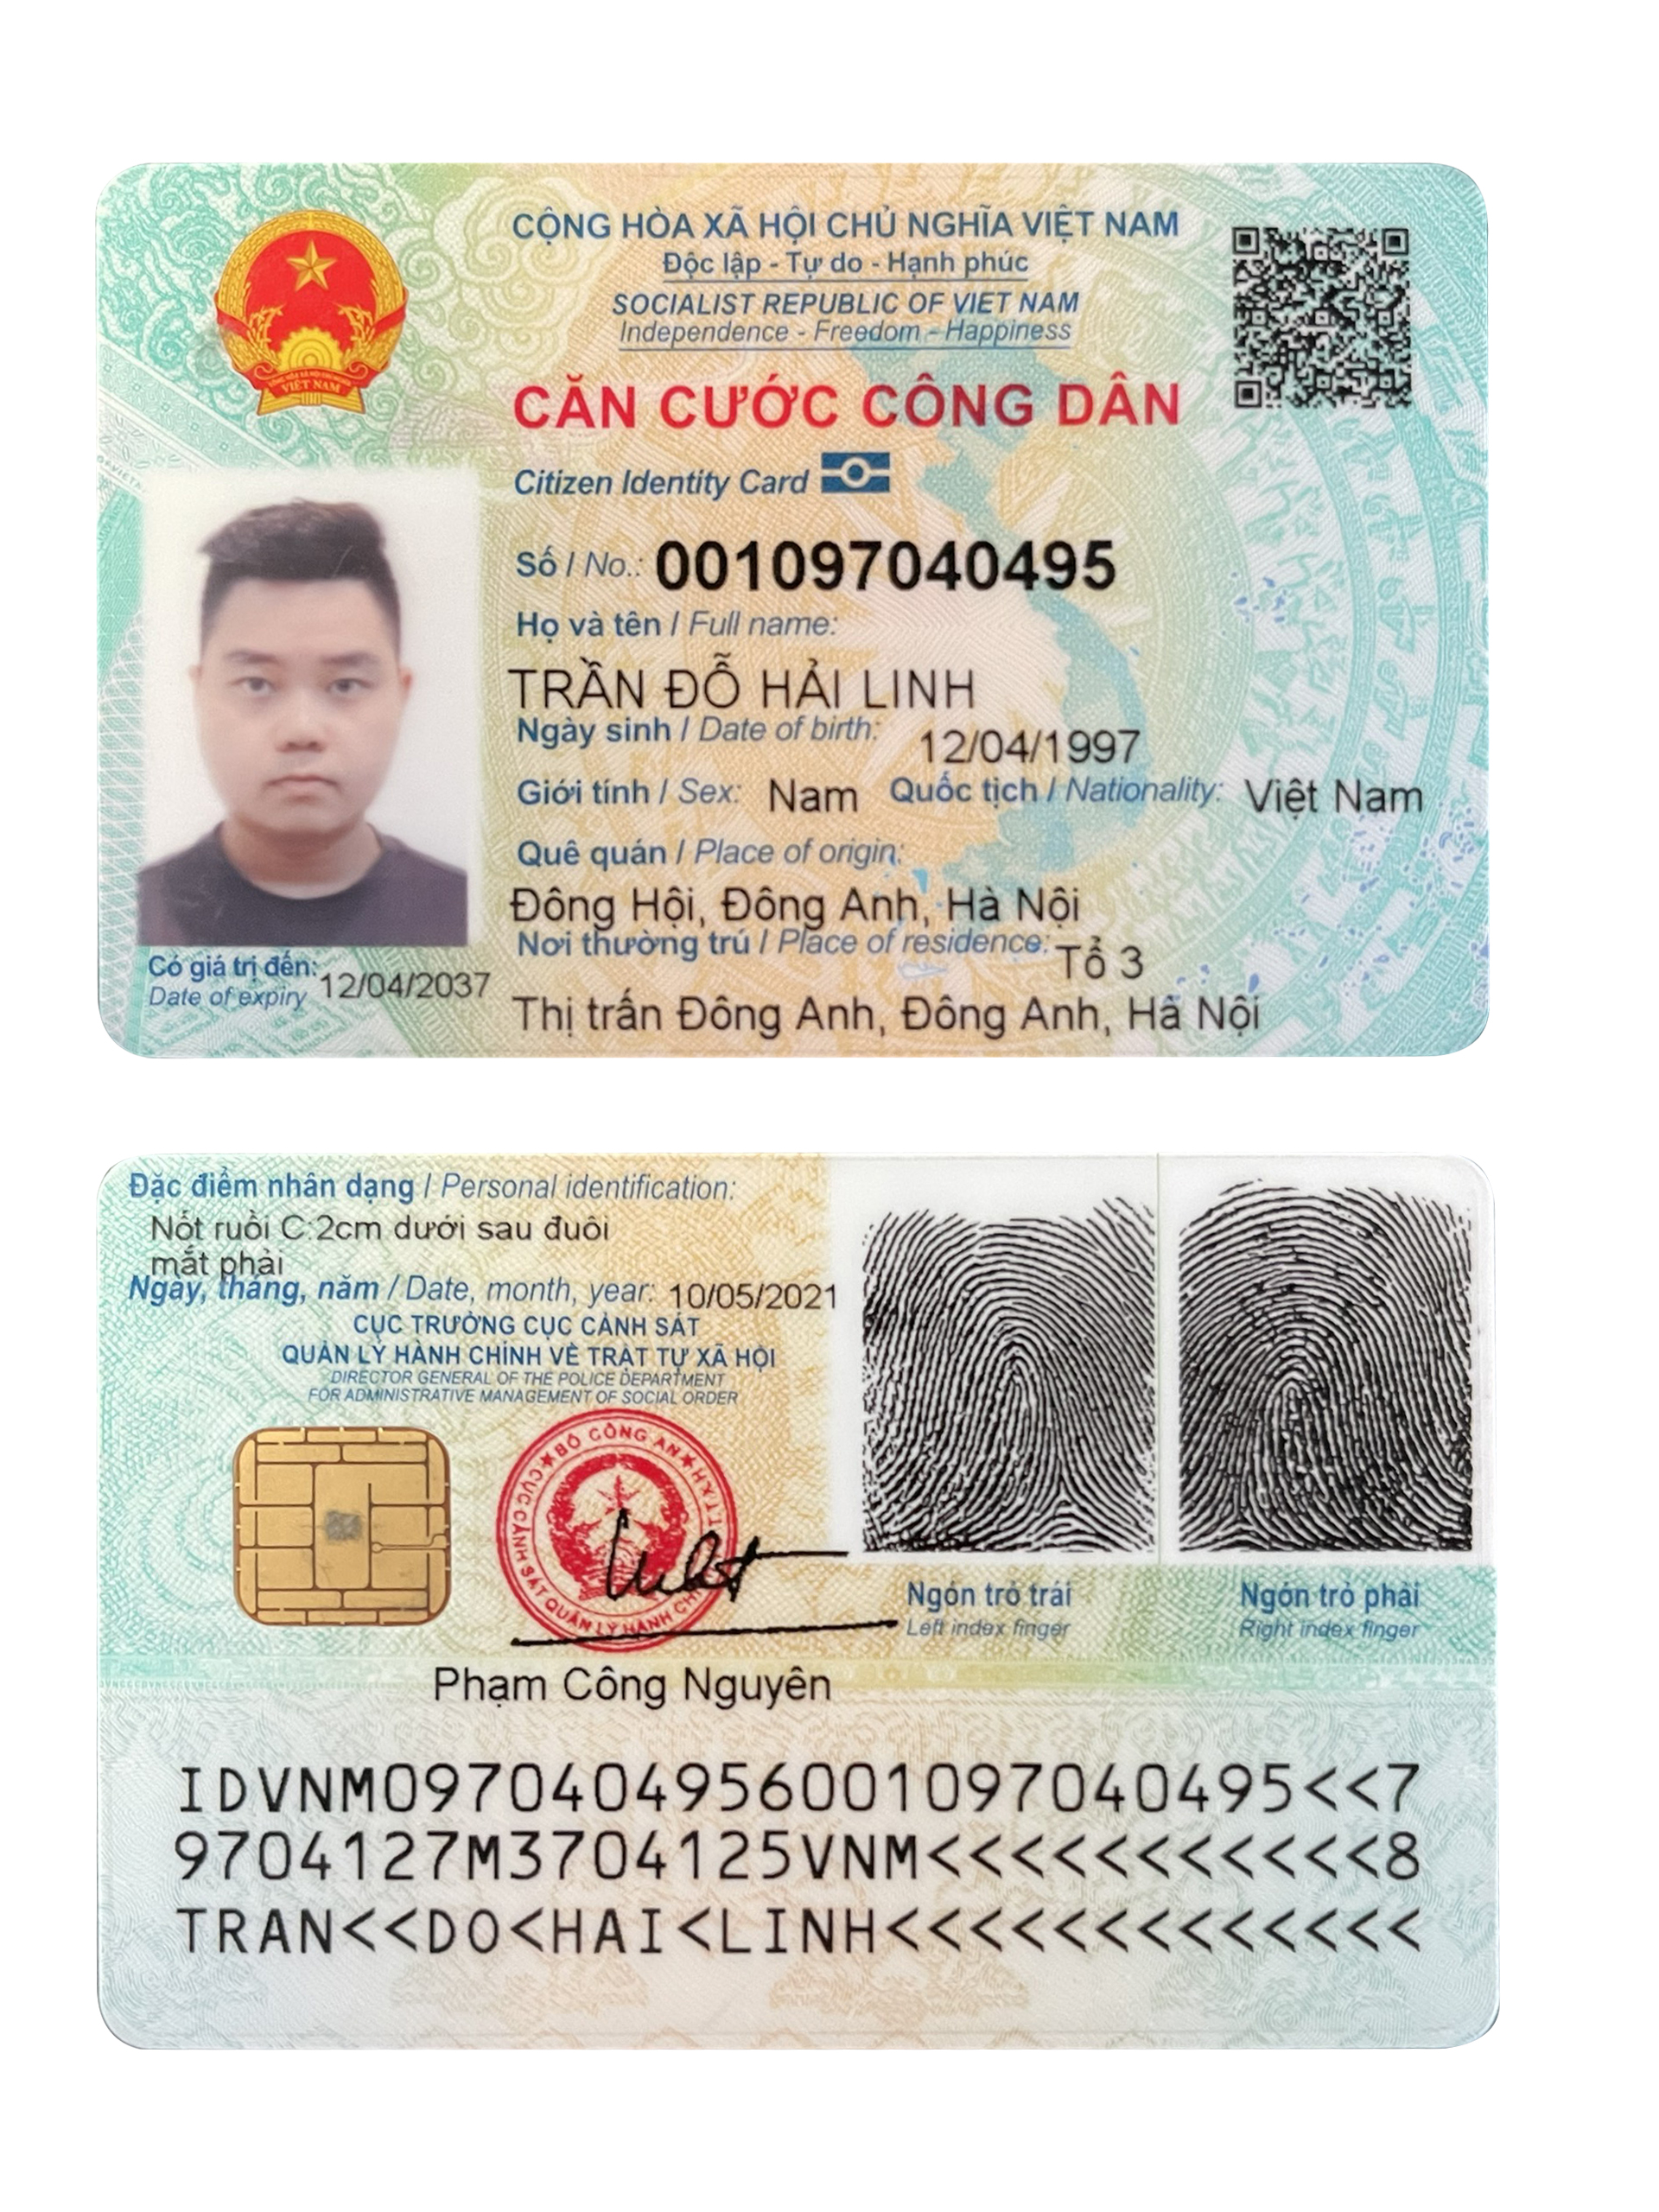 CỘNG HÒA XÃ HỘI CHỦ NGHĨA VIỆT NAM
Độc lập - Tự do - Hạnh phúc
SOCIALIST REPUBLIC OF VIET NAM
Independence - Freedom - Happiness
CĂN CƯỚC CÔNG DÂN
Citizen Identity Card
Số / No.: 001097040495
Họ và tên / Full name:
TRẦN ĐỖ HẢI LINH
Ngày sinh / Date of birth: 12/04/1997
Giới tính / Sex: Nam Quốc tịch / Nationality: Việt Nam
Quê quán / Place of origin:
Đông Hội, Đông Anh, Hà Nội
Nơi thường trú / Place of residence: Tổ 3
Thị trấn Đông Anh, Đông Anh, Hà Nội
Có giá trị đến: 12/04/2037
Date of expiry
VIỆT NAM
Đặc điểm nhân dạng / Personal identification:
Nốt ruồi C:2cm dưới sau đuôi
mắt phải
Ngày, tháng, năm / Date, month, year: 10/05/2021
CỤC TRƯỞNG CỤC CẢNH SÁT
QUẢN LÝ HÀNH CHÍNH VỀ TRẬT TỰ XÃ HỘI
DIRECTOR GENERAL OF THE POLICE DEPARTMENT
FOR ADMINISTRATIVE MANAGEMENT OF SOCIAL ORDER
BỘ CÔNG AN
CỤC CẢNH SÁT QUẢN LÝ HÀNH CH
Ngón trỏ trái
Left index finger
Ngón trỏ phải
Right index finger
Phạm Công Nguyên
IDVNM0970404956001097040495<<7
9704127M3704125VNM<<<<<<<<<<<8
TRAN<<DO<HAI<LINH<<<<<<<<<<<<<